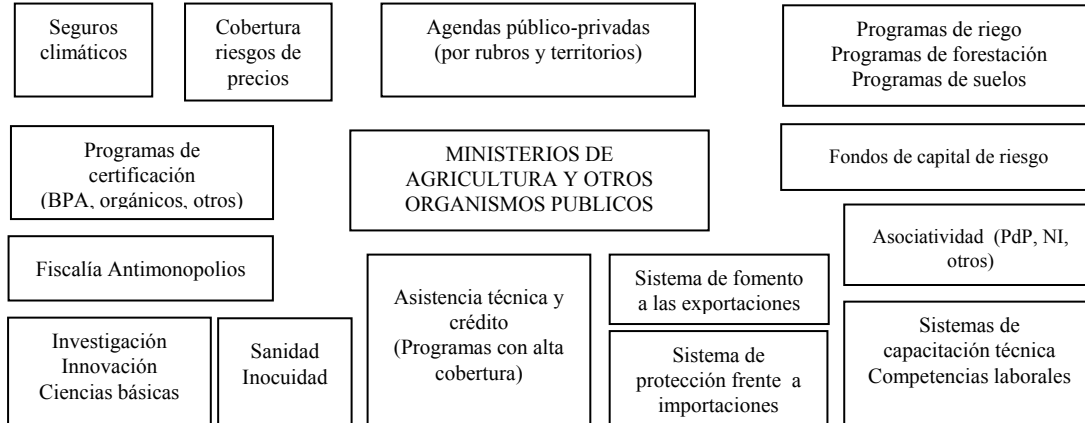 Seguros
climáticos
Cobertura
riesgos de
precios
Agendas público-privadas
(por rubros y territorios)
Programas de riego
Programas de forestación
Programas de suelos
Programas de
certificación
(BPA, orgánicos, otros)
MINISTERIOS DE
AGRICULTURA Y OTROS
ORGANISMOS PUBLICOS
Fondos de capital de riesgo
Fiscalía Antimonopolios
Asociatividad (PdP, NI,
otros)
Asistencia técnica y
crédito
(Programas con alta
cobertura)
Sistema de fomento
a las exportaciones
Investigación
Innovación
Ciencias básicas
Sanidad
Inocuidad
Sistema de
protección frente a
importaciones
Sistemas de
capacitación técnica
Competencias laborales